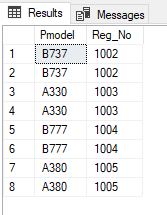 Results Messages
Pmodel Reg_No
1 B737 1002
2 B737 1002
3 A330 1003
4 A330 1003
5 B777 1004
6 B777 1004
7 A380 1005
8 A380 1005